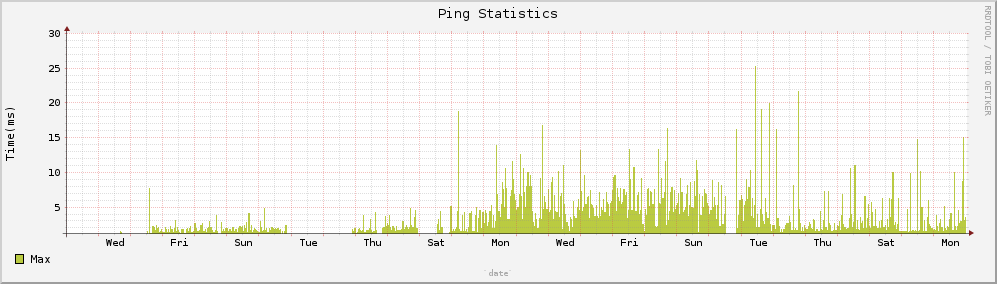 Ping Statistics
RRDTOOL / TOBI OETIKER
Time(ms)
30
25
20
15
10
5
Wed Fri Sun Tue Thu Sat Mon Wed Fri Sun Tue Thu Sat Mon
Max
`date`